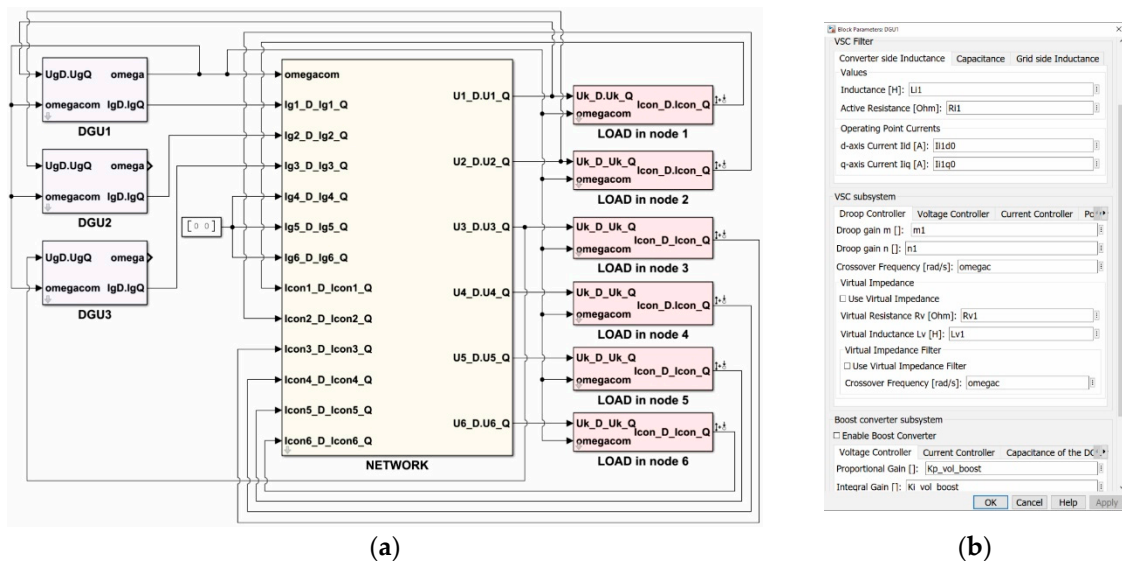 UgD.UgQ omega
omegacom IgD.IgQ
DGU1
UgD.UgQ omega
omegacom IgD.IgQ
DGU2
UgD.UgQ omega
omegacom IgD.IgQ
DGU3
[0 0]
omegacom
Ig1_D_Ig1_Q
Ig2_D_Ig2_Q
Ig3_D_Ig3_Q
Ig4_D_Ig4_Q
Ig5_D_Ig5_Q
Ig6_D_Ig6_Q
Icon1_D_Icon1_Q
Icon2_D_Icon2_Q
Icon3_D_Icon3_Q
Icon4_D_Icon4_Q
Icon5_D_Icon5_Q
Icon6_D_Icon6_Q
U1_D.U1_Q
U2_D.U2_Q
U3_D.U3_Q
U4_D.U4_Q
U5_D.U5_Q
U6_D.U6_Q
NETWORK
Uk_D.Uk_Q
Icon_D.Icon_Q
omegacom
LOAD in node 1
Uk_D_Uk_Q
Icon_D.Icon_Q
omegacom
LOAD in node 2
Uk_D_Uk_Q
Icon_D_Icon_Q
omegacom
LOAD in node 3
Uk_D_Uk_Q
Icon_D.Icon_Q
omegacom
LOAD in node 4
Uk_D_Uk_Q
Icon_D_Icon_Q
omegacom
LOAD in node 5
Uk_D_Uk_Q
Icon_D_Icon_Q
omegacom
LOAD in node 6
(a)
Block Parameters: DGU1
VSC Filter
Converter side Inductance Capacitance Grid side Inductance
Values
Inductance [H]: Li1
Active Resistance [Ohm]: Ri1
Operating Point Currents
d-axis Current Iid [A]: Ii1d0
q-axis Current Iiq [A]: Ii1q0
VSC subsystem
Droop Controller Voltage Controller Current Controller Po
Droop gain m []: m1
Droop gain n []: n1
Crossover Frequency [rad/s]: omegac
Virtual Impedance
Use Virtual Impedance
Virtual Resistance Rv [Ohm]: Rv1
Virtual Inductance Lv [H]: Lv1
Virtual Impedance Filter
Use Virtual Impedance Filter
Crossover Frequency [rad/s]: omegac
Boost converter subsystem
Enable Boost Converter
Voltage Controller Current Controller Capacitance of the DC
Proportional Gain []: Kp_vol_boost
Integral Gain []: Ki_vol_boost
OK Cancel Help Apply
(b)